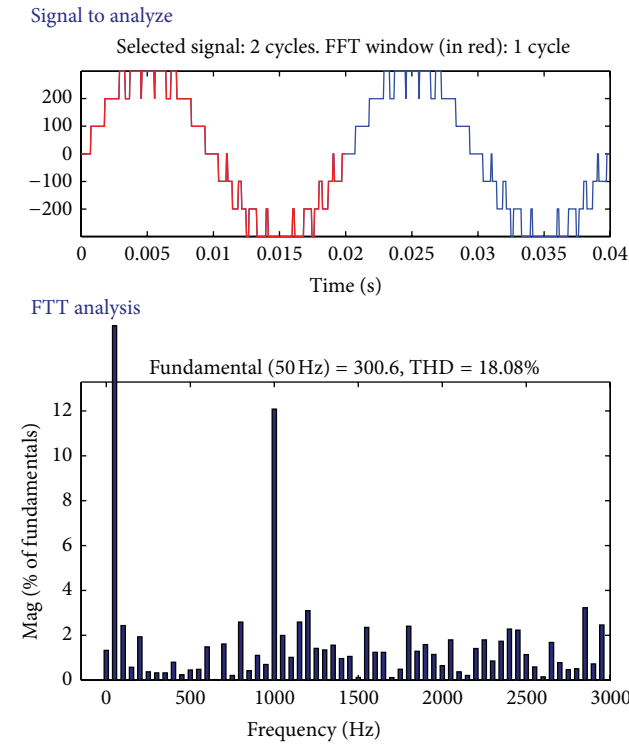 Signal to analyze
Selected signal: 2 cycles. FFT window (in red): 1 cycle
200
100
0
−100
−200
0 0.005 0.01 0.015 0.02 0.025 0.03 0.035 0.04
Time (s)
FTT analysis
Fundamental (50 Hz) = 300.6, THD = 18.08%
Mag (% of fundamentals)
12
10
8
6
4
2
0
0 500 1000 1500 2000 2500 3000
Frequency (Hz)